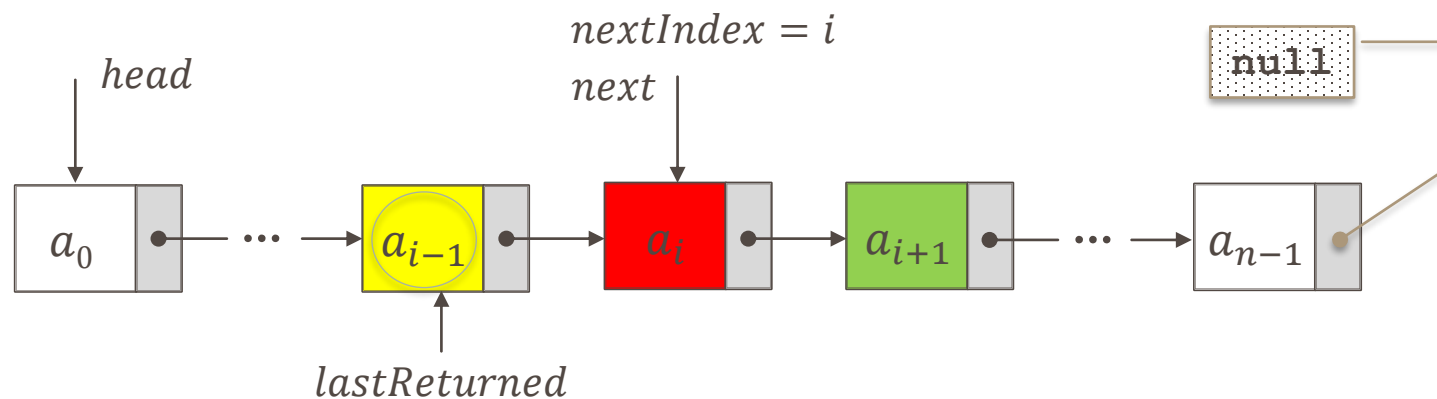 nextIndex = i
head
next
null
a₀ ··· aᵢ₋₁ aᵢ aᵢ₊₁ ··· aₙ₋₁
lastReturned